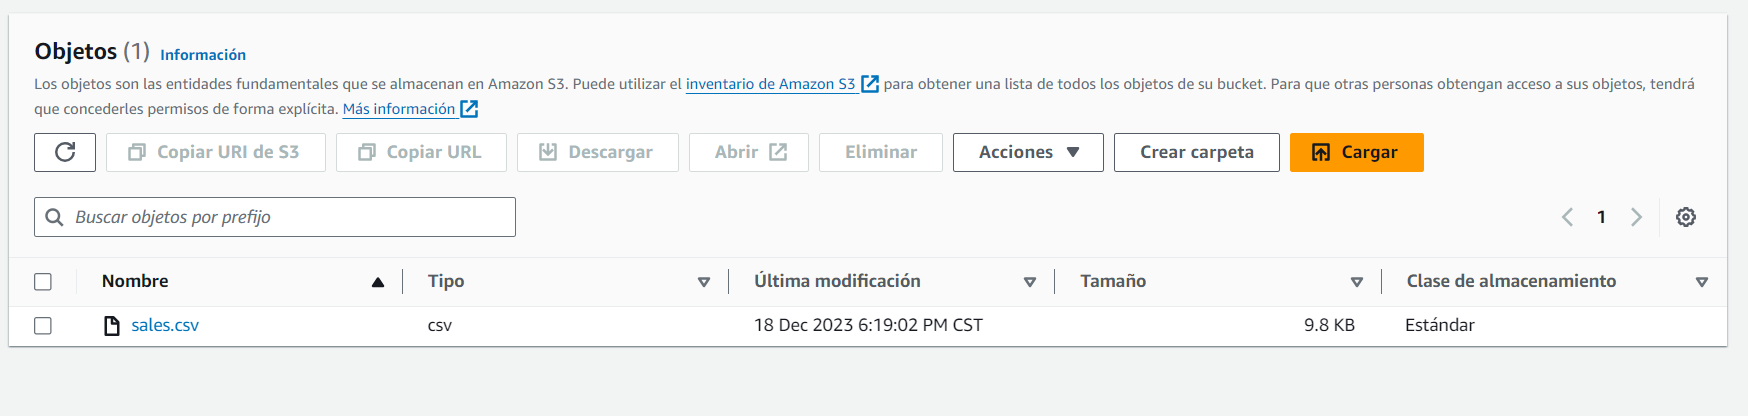 Objetos (1) Información
Los objetos son las entidades fundamentales que se almacenan en Amazon S3. Puede utilizar el inventario de Amazon S3 para obtener una lista de todos los objetos de su bucket. Para que otras personas obtengan acceso a sus objetos, tendrá
que concederles permisos de forma explícita. Más información
Copiar URI de S3 Copiar URL Descargar Abrir Eliminar Acciones Crear carpeta Cargar
Buscar objetos por prefijo 1
Nombre Tipo Última modificación Tamaño Clase de almacenamiento
sales.csv csv 18 Dec 2023 6:19:02 PM CST 9.8 KB Estándar